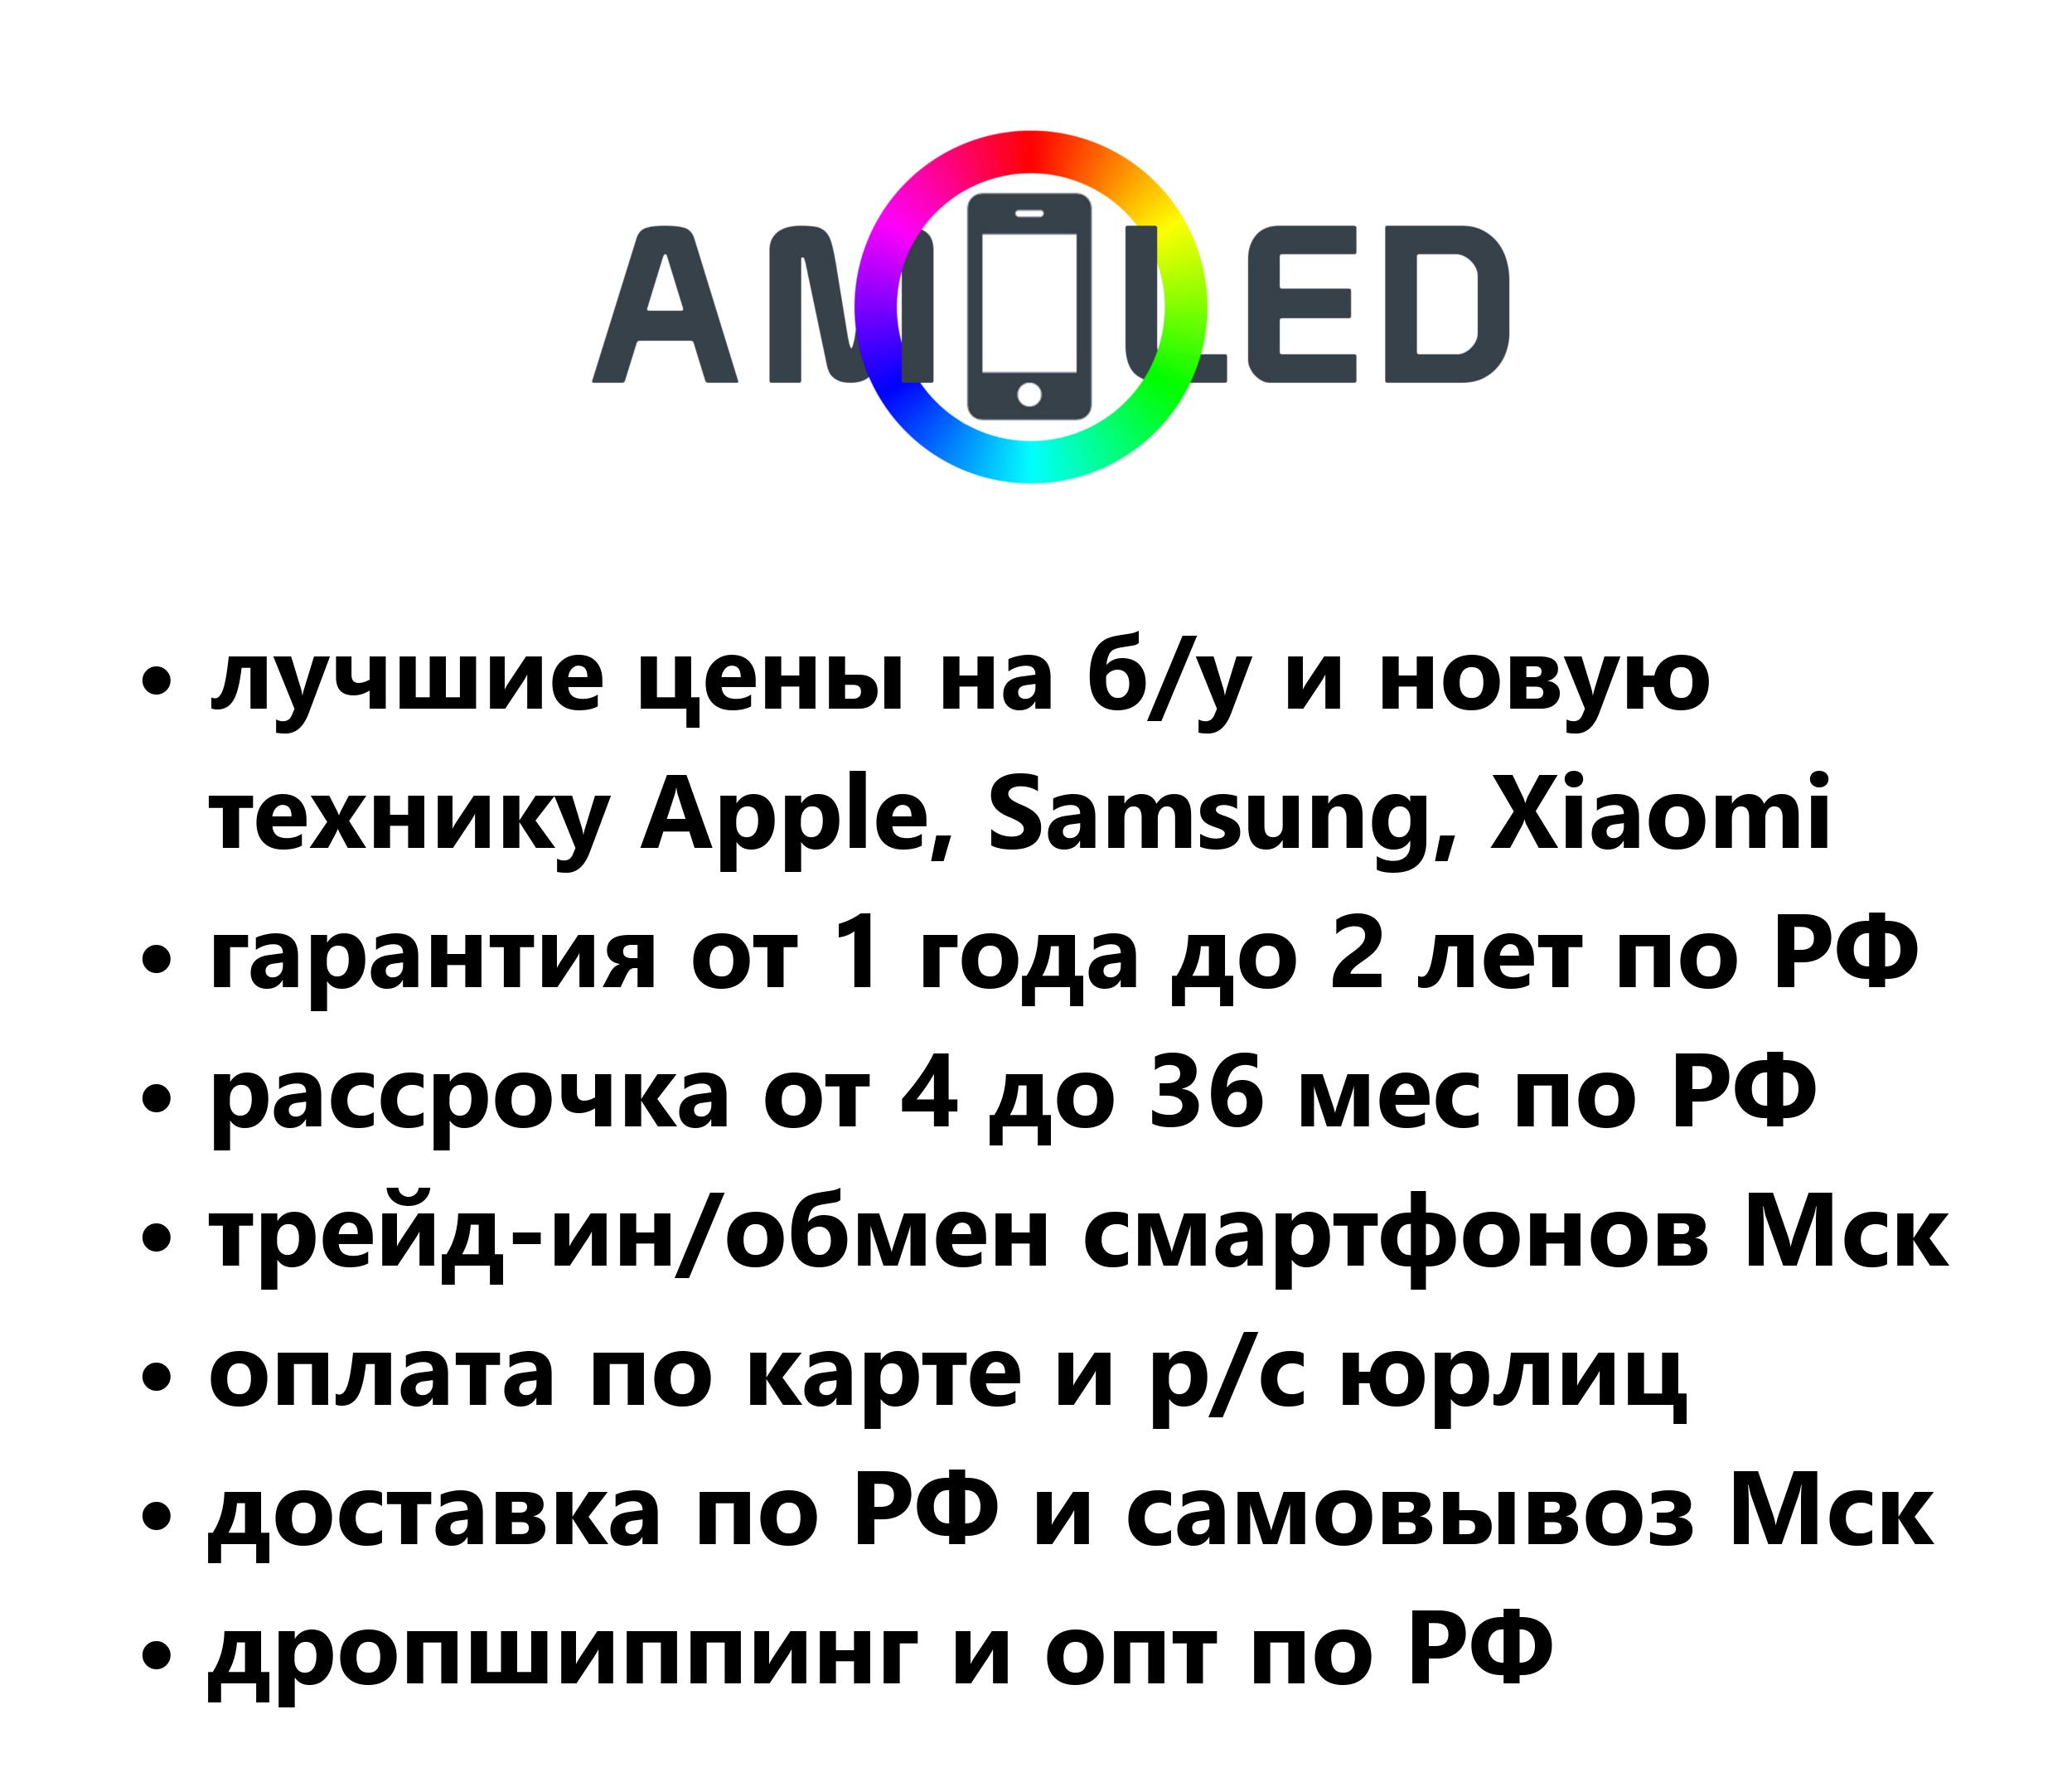 AMOLED
• лучшие цены на б/у и новую
технику Apple, Samsung, Xiaomi
• гарантия от 1 года до 2 лет по РФ
• рассрочка от 4 до 36 мес по РФ
• трейд-ин/обмен смартфонов Мск
• оплата по карте и р/с юрлиц
• доставка по РФ и самовывоз Мск
• дропшиппинг и опт по РФ